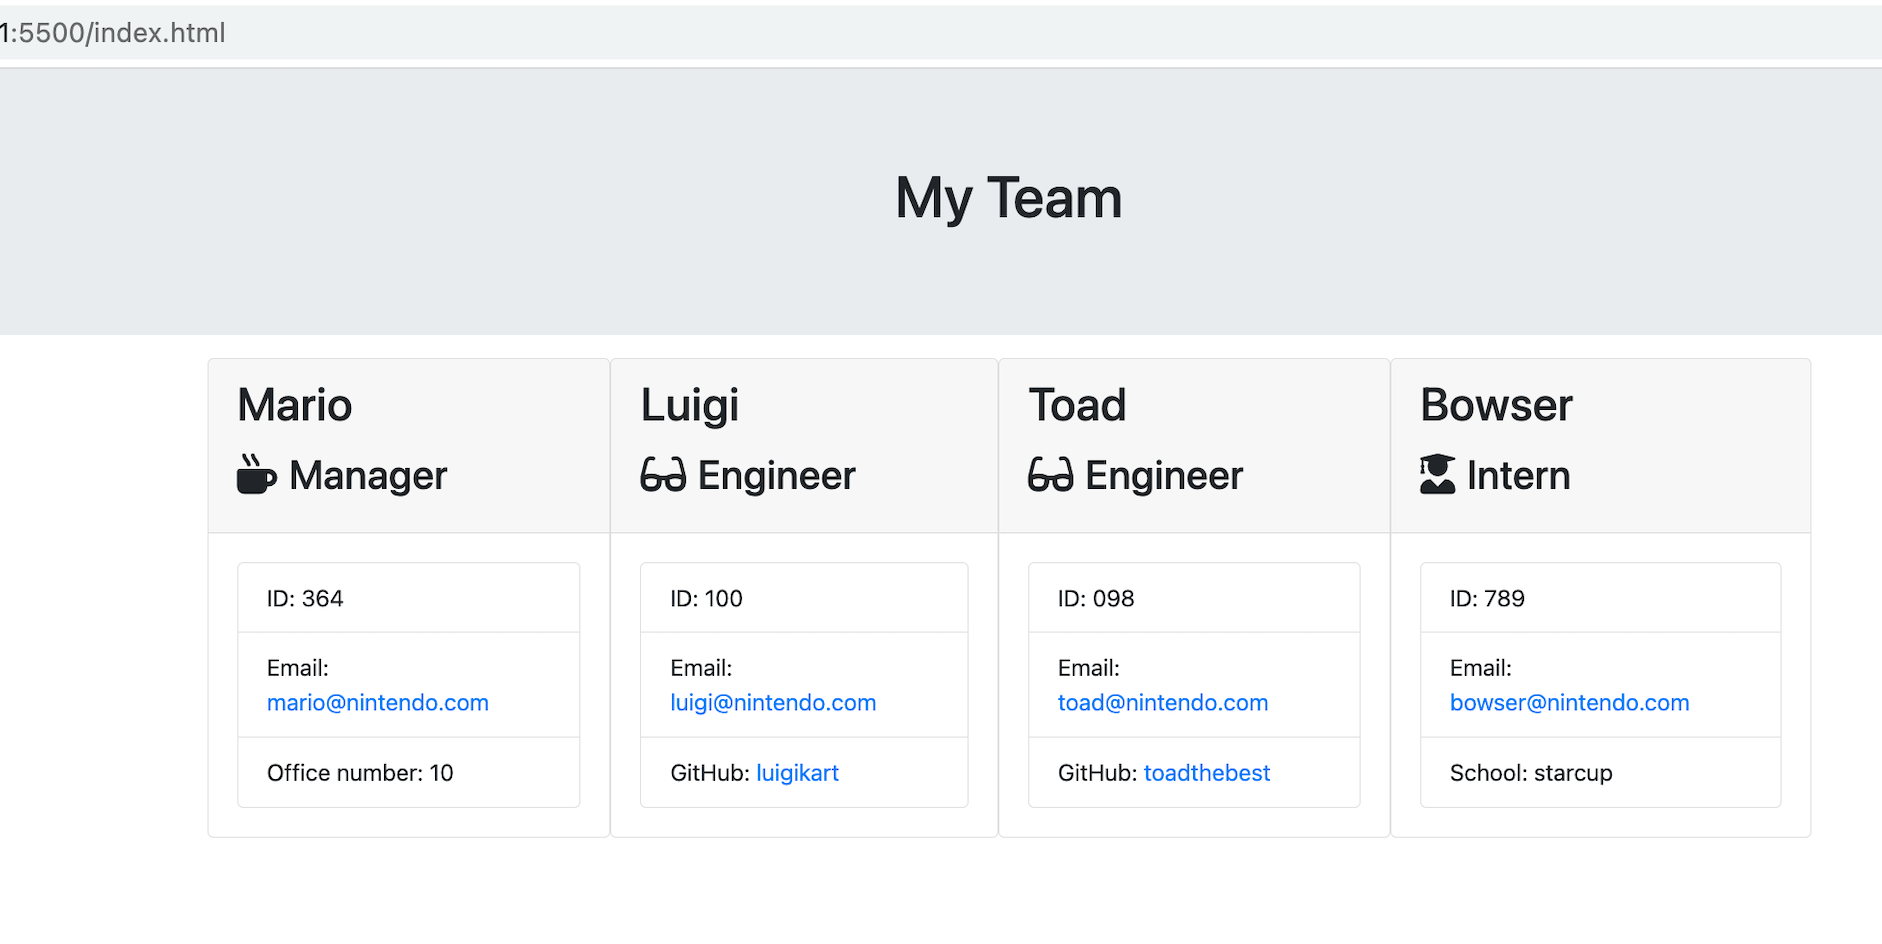 1:5500/index.html
My Team
Mario
Manager
ID: 364
Email:
mario@nintendo.com
Office number: 10
Luigi
Engineer
ID: 100
Email:
luigi@nintendo.com
GitHub: luigikart
Toad
Engineer
ID: 098
Email:
toad@nintendo.com
GitHub: toadthebest
Bowser
Intern
ID: 789
Email:
bowser@nintendo.com
School: starcup